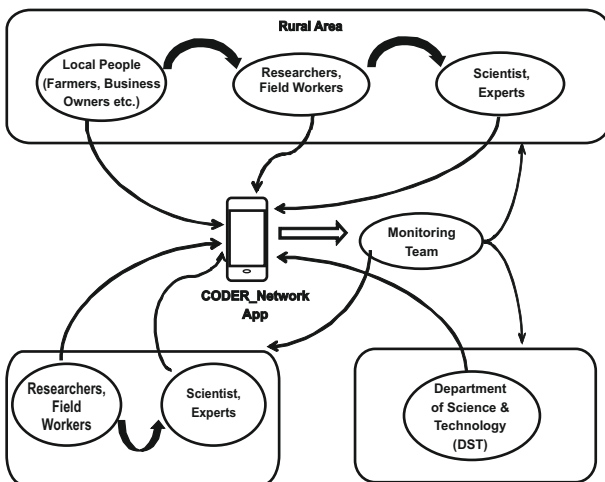 Rural Area
Local People
(Farmers, Business
Owners etc.)
Researchers,
Field Workers
Scientist,
Experts
Monitoring
Team
CODER_Network
App
Researchers,
Field
Workers
Scientist,
Experts
Department
of Science &
Technology
(DST)